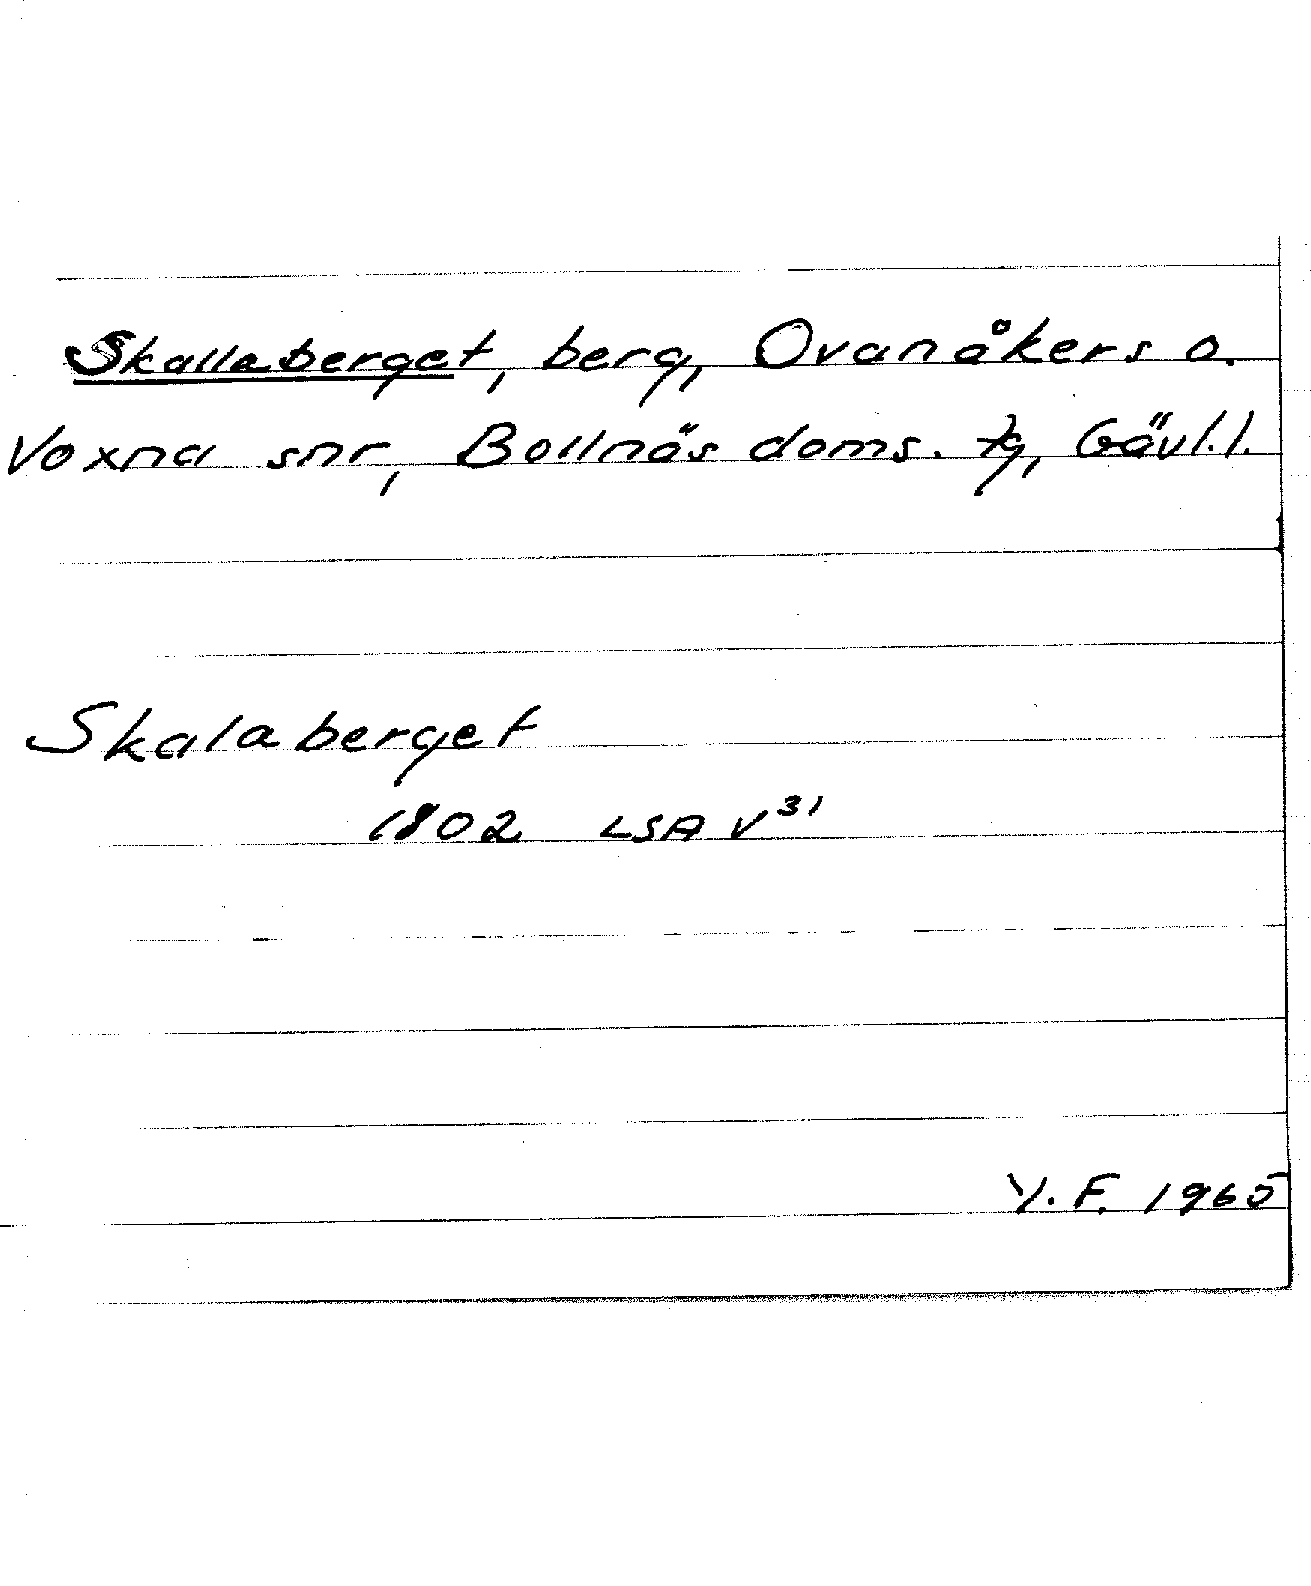 Skallaberget, berg, Ovanåkers o.
Voxna snr, Bollnäs doms. tg, Gävl.l.
Skalaberget
1802 LSA V³¹
Y.F. 1965